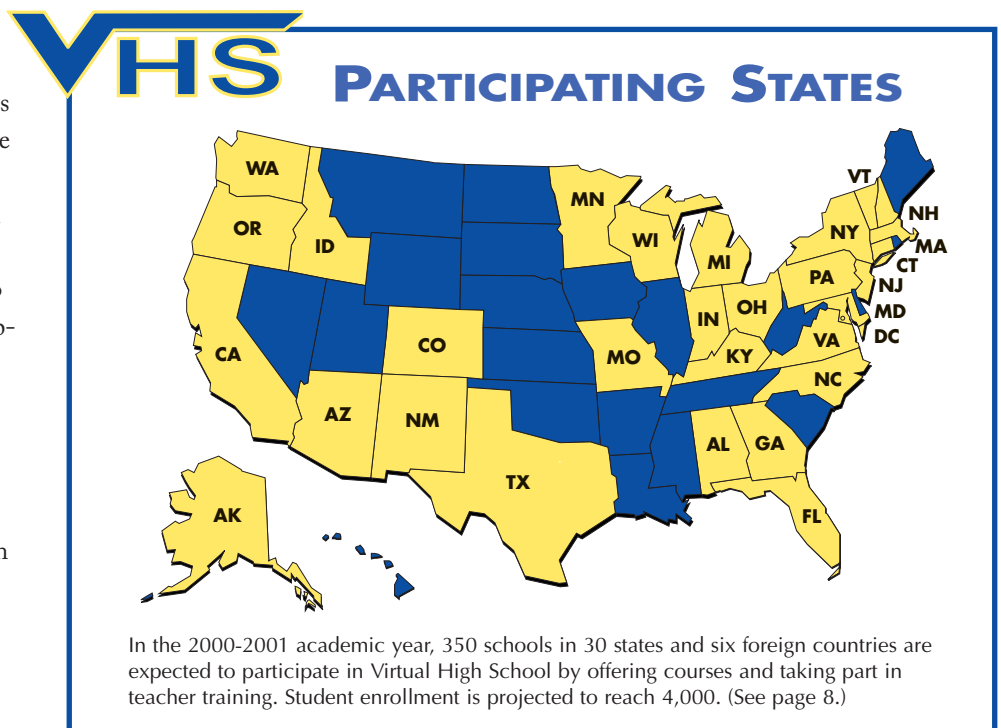 VHS
PARTICIPATING STATES
s
e
p-
n
WA
OR
ID
MN
WI
MI
VT
NH
NY
MA
CT
PA
NJ
MD
DC
OH
IN
KY
VA
NC
CO
MO
CA
AZ
NM
TX
AL
GA
FL
AK
In the 2000-2001 academic year, 350 schools in 30 states and six foreign countries are
expected to participate in Virtual High School by offering courses and taking part in
teacher training. Student enrollment is projected to reach 4,000. (See page 8.)